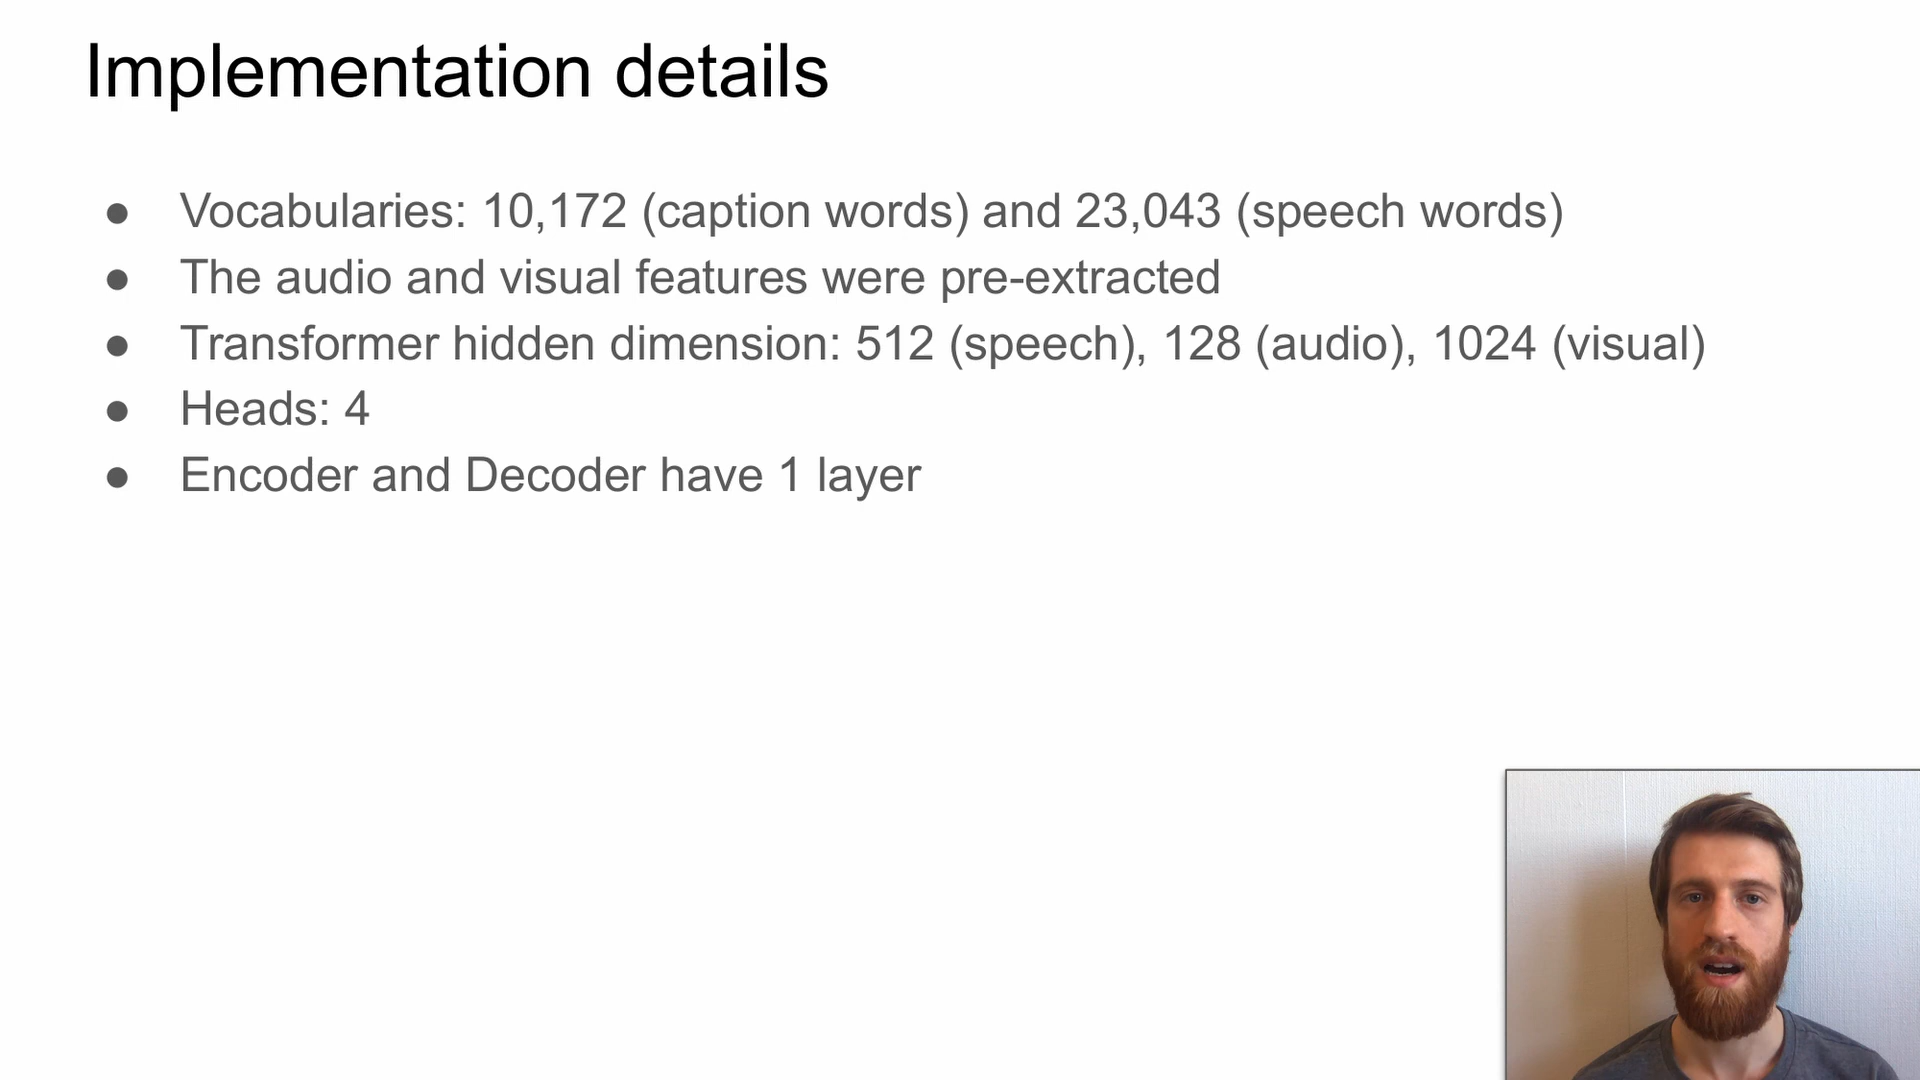 Implementation details
● Vocabularies: 10,172 (caption words) and 23,043 (speech words)
● The audio and visual features were pre-extracted
● Transformer hidden dimension: 512 (speech), 128 (audio), 1024 (visual)
● Heads: 4
● Encoder and Decoder have 1 layer